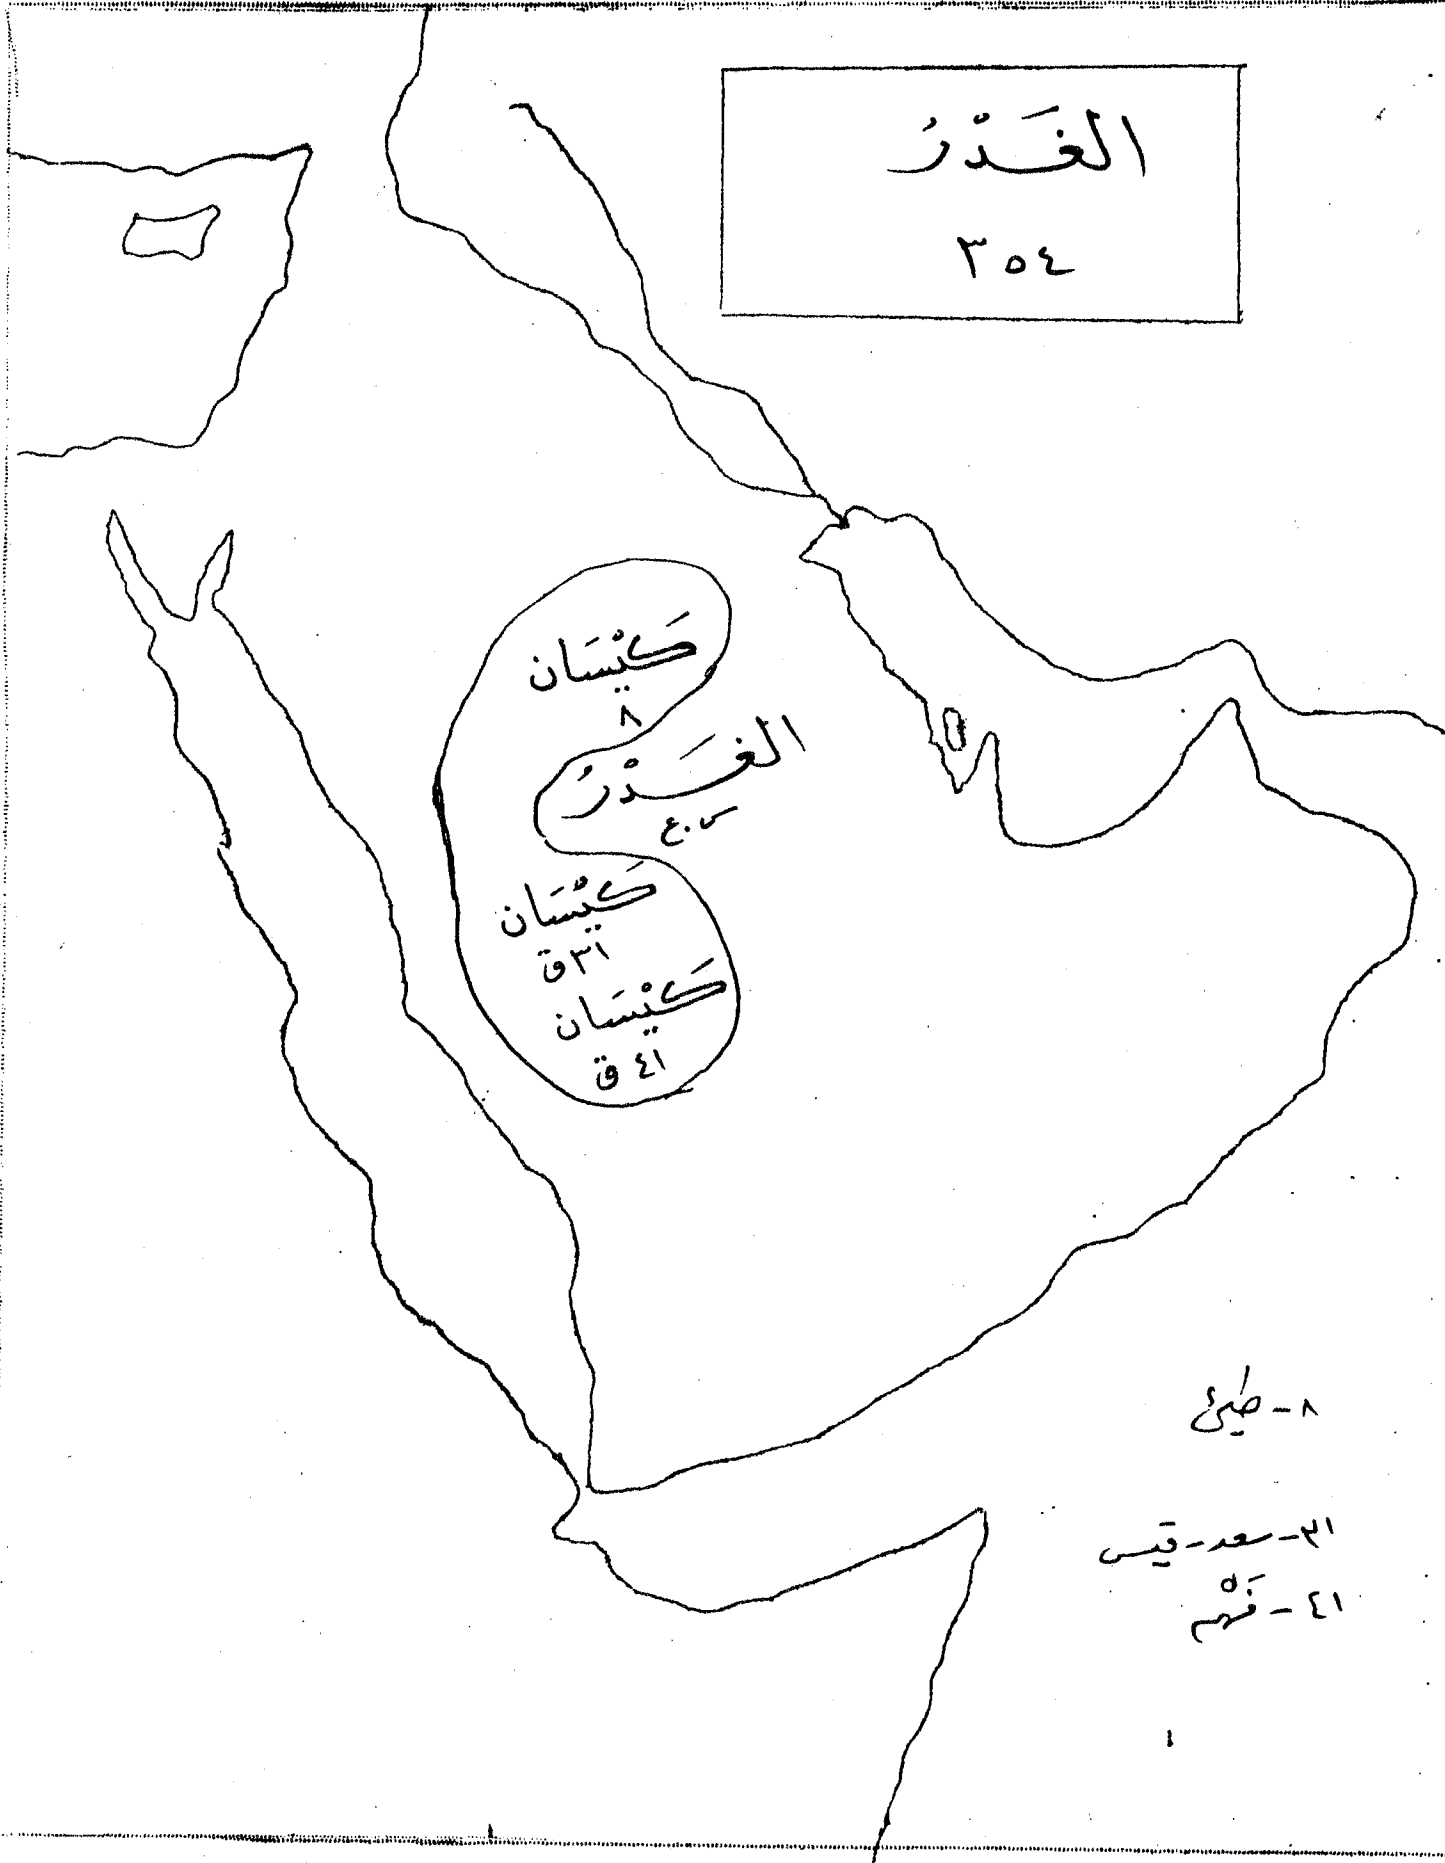 الغَدْرُ
٣٥٤
كَيْسَان
٨
الغَدْرُ
س.ع
كَيْسَان
٣١ ق
كَيْسَان
٤١ ق
٨ - طيئ
٣١ - سعد - قيس
٤١ - فَهْم